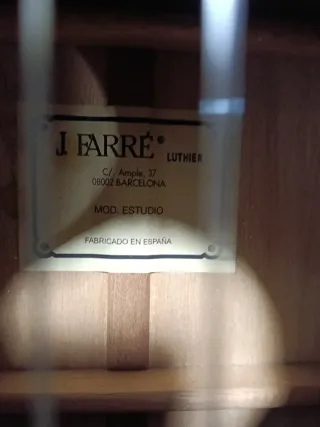 J. FARRÉ® LUTHIER
C/. Ample, 37
08002 BARCELONA
MOD. ESTUDIO
FABRICADO EN ESPAÑA